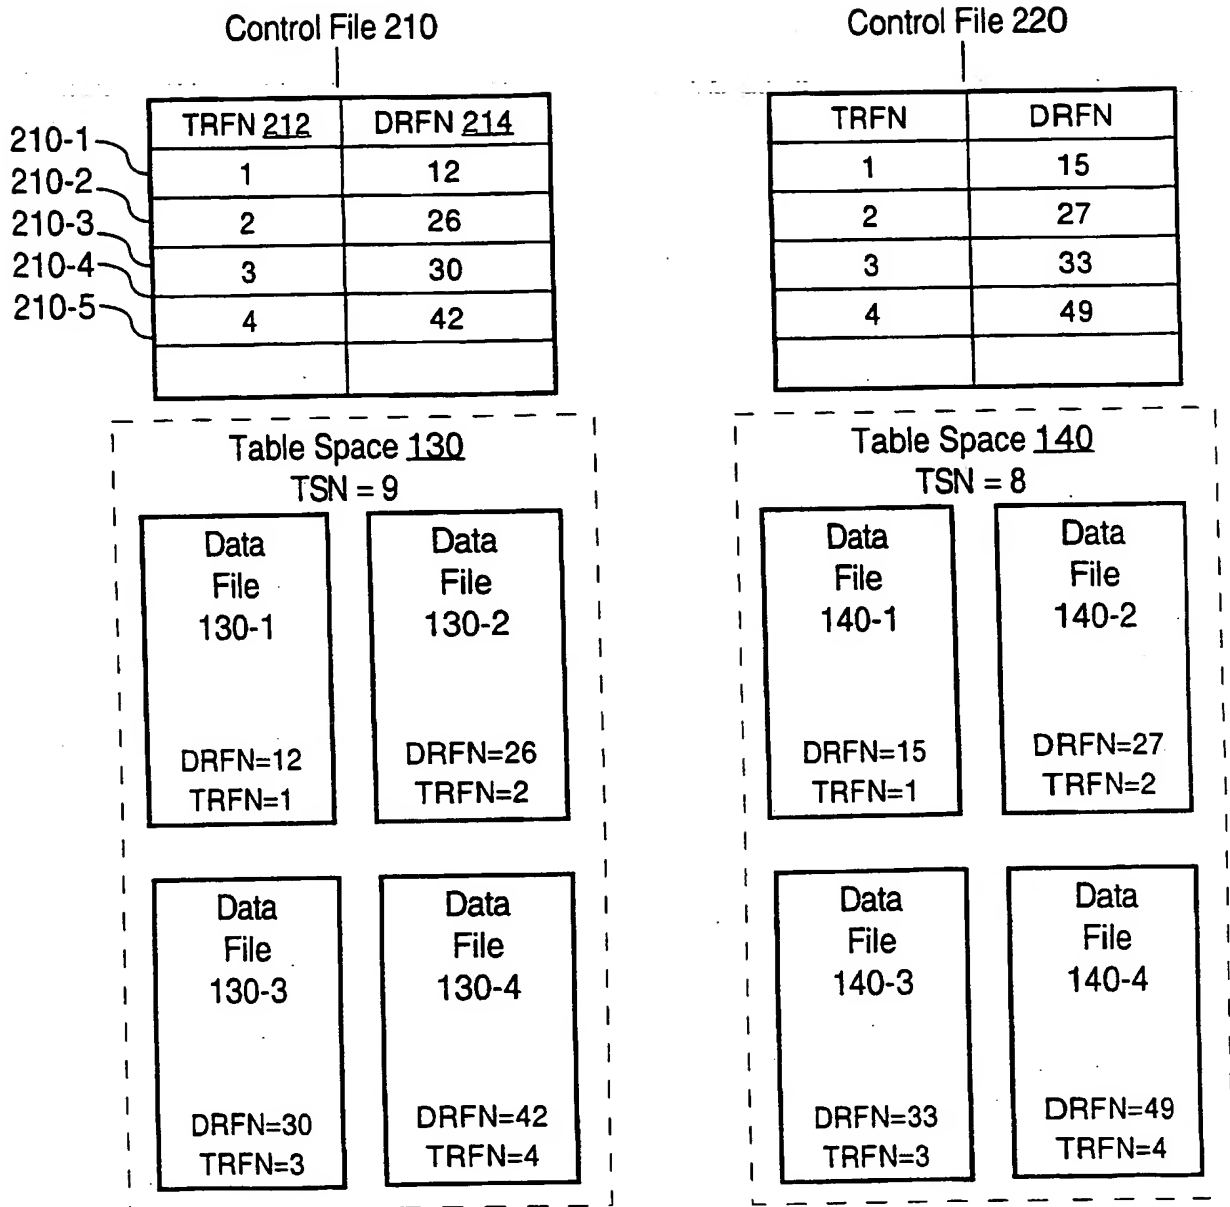 Control File 210
Control File 220
TRFN 212 DRFN 214
210-1
1 12
210-2
2 26
210-3
3 30
210-4
4 42
210-5
TRFN DRFN
1 15
2 27
3 33
4 49
Table Space 130
TSN = 9
Data
File
130-1
DRFN=12
TRFN=1
Data
File
130-2
DRFN=26
TRFN=2
Data
File
130-3
DRFN=30
TRFN=3
Data
File
130-4
DRFN=42
TRFN=4
Table Space 140
TSN = 8
Data
File
140-1
DRFN=15
TRFN=1
Data
File
140-2
DRFN=27
TRFN=2
Data
File
140-3
DRFN=33
TRFN=3
Data
File
140-4
DRFN=49
TRFN=4